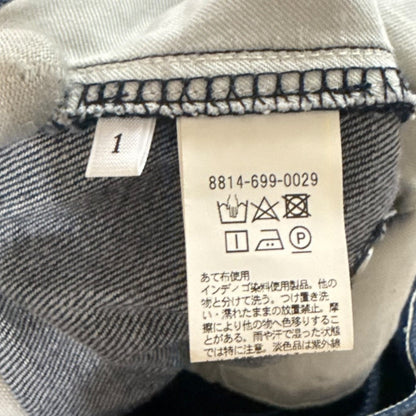 1
8814-699-0029
あて布使用
インディゴ染料使用製品。他の
物と分けて洗う。つけ置き洗
い・濡れたままの放置禁止。摩
擦により他の物へ色移りするこ
とがある。雨や汗で湿った状態
では特に注意。淡色品は紫外線